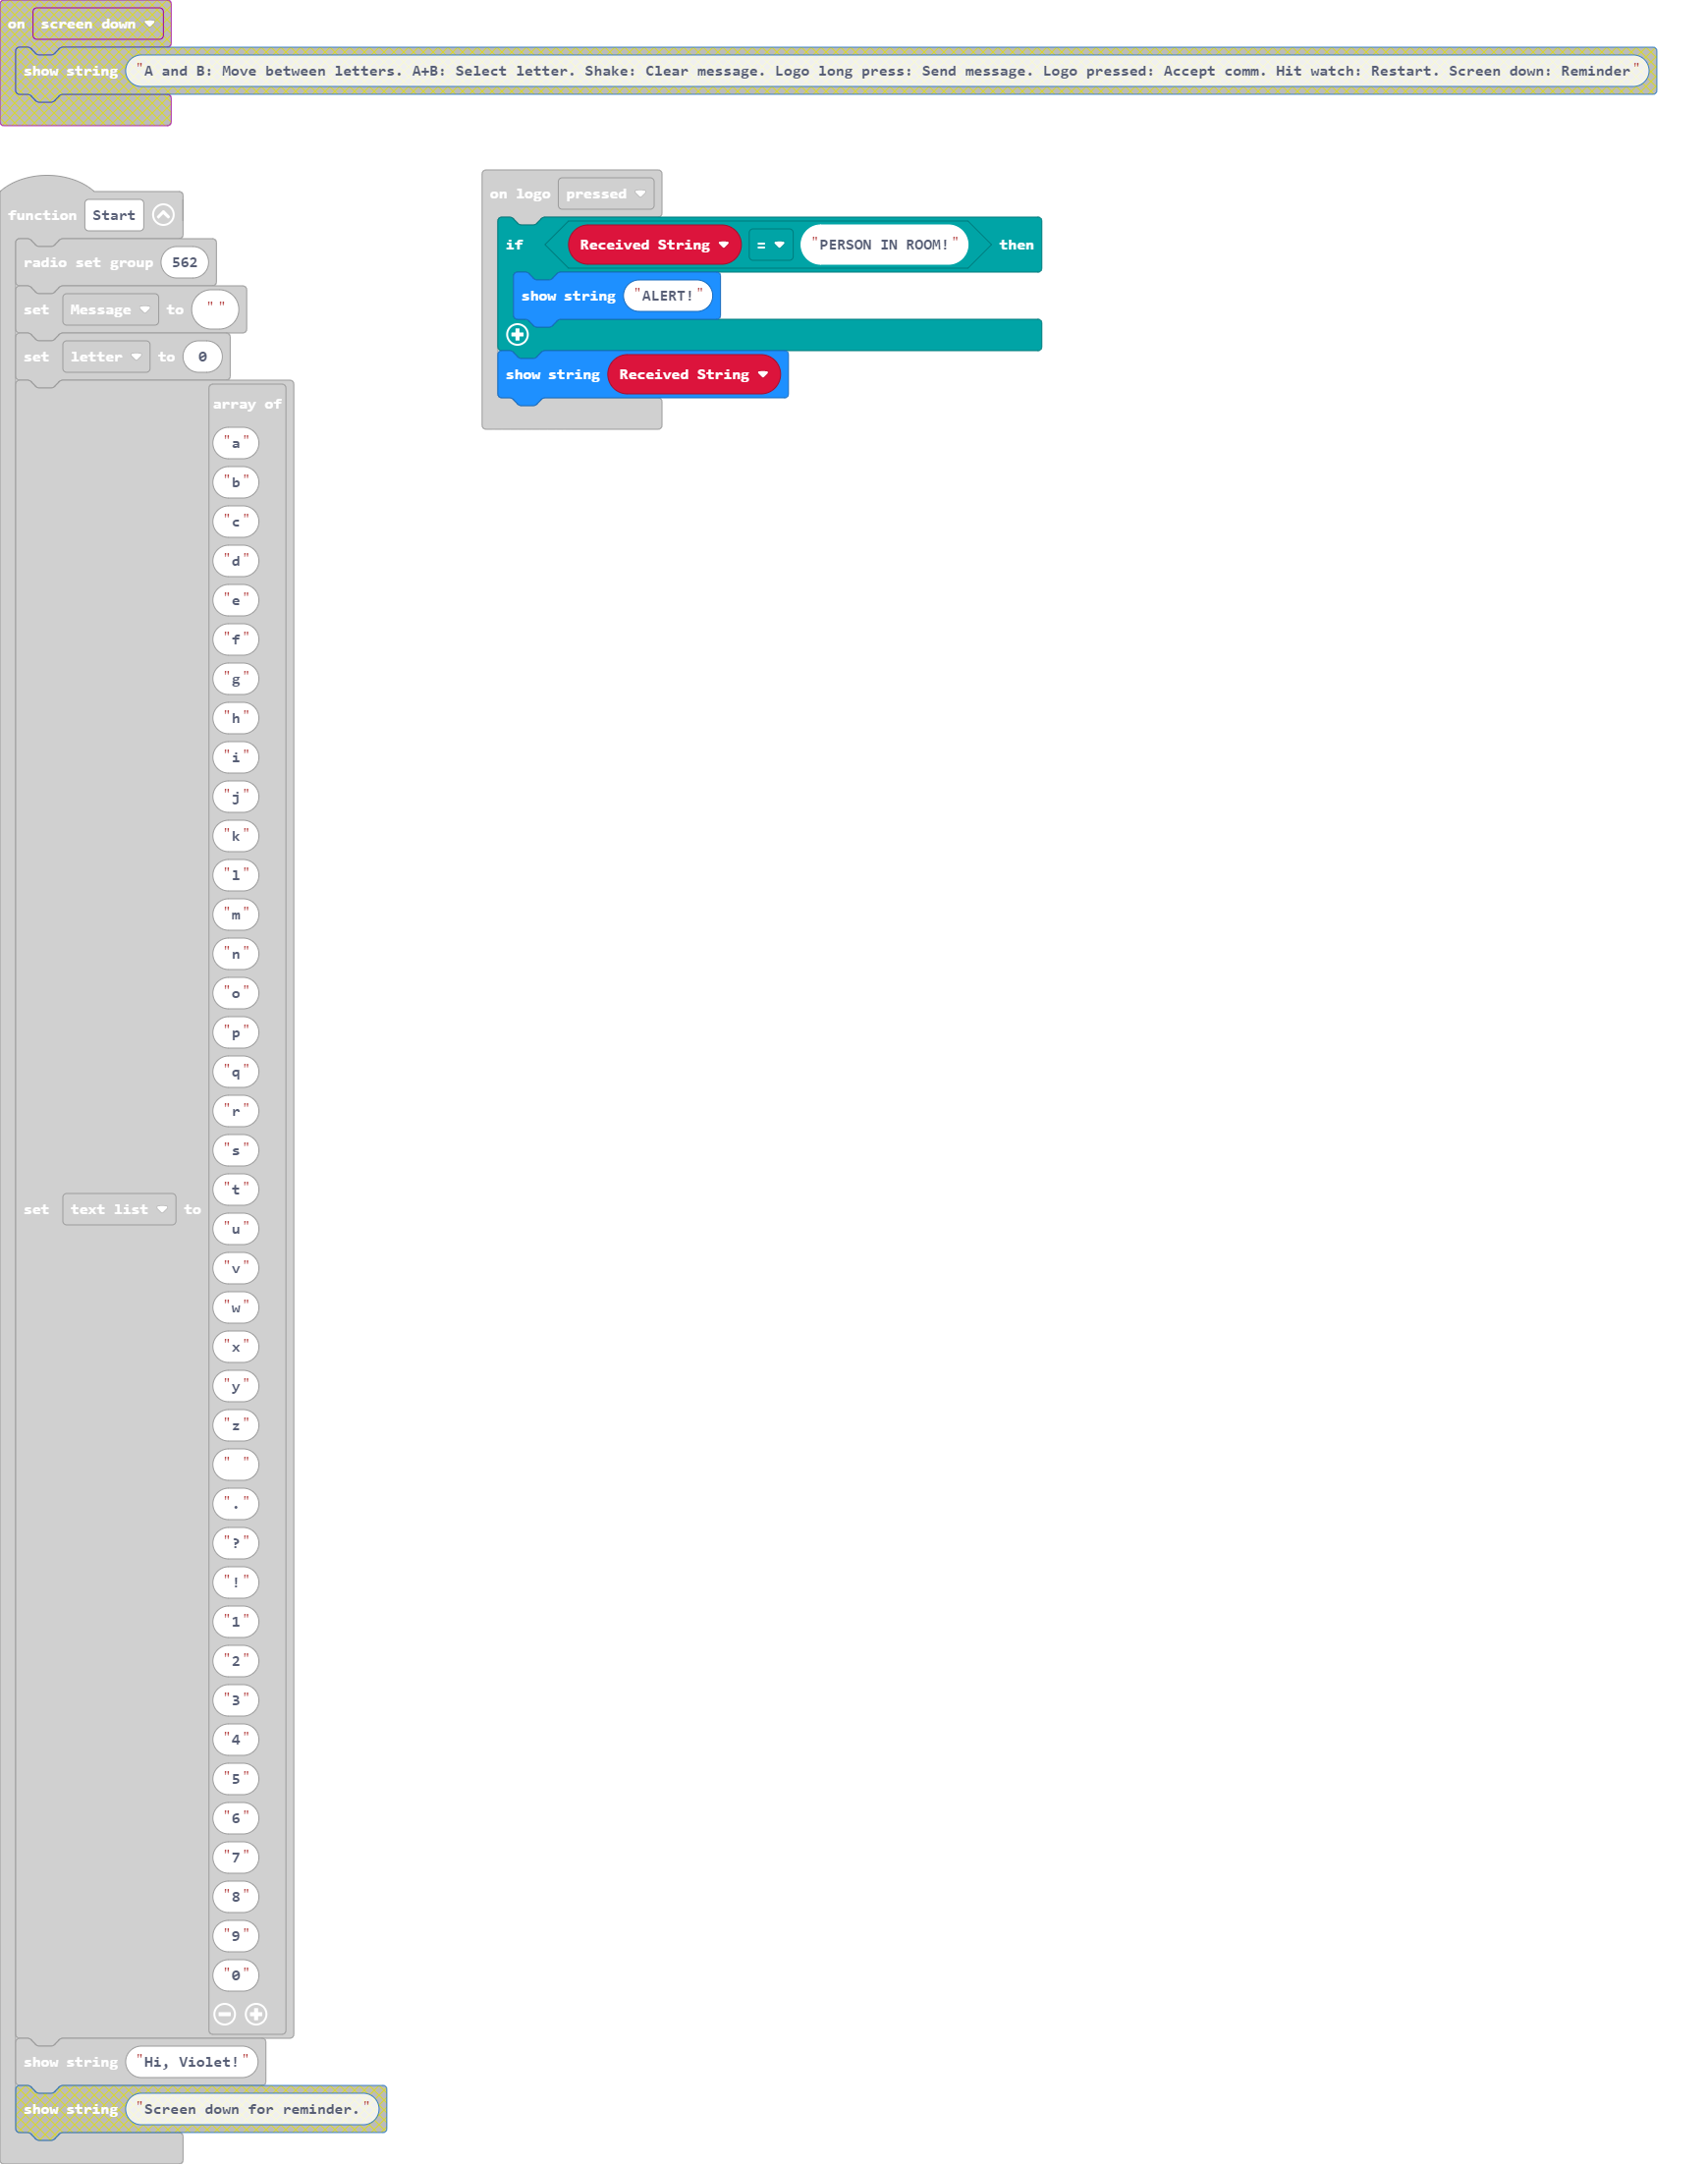 on screen down
show string "A and B: Move between letters. A+B: Select letter. Shake: Clear message. Logo long press: Send message. Logo pressed: Accept comm. Hit watch: Restart. Screen down: Reminder"
function Start
radio set group 562
set Message to " "
set letter to 0
set text list to
array of
"a"
"b"
"c"
"d"
"e"
"f"
"g"
"h"
"i"
"j"
"k"
"l"
"m"
"n"
"o"
"p"
"q"
"r"
"s"
"t"
"u"
"v"
"w"
"x"
"y"
"z"
" "
"."
"?"
"!"
"1"
"2"
"3"
"4"
"5"
"6"
"7"
"8"
"9"
"0"
show string "Hi, Violet!"
show string "Screen down for reminder."
on logo pressed
if Received String = "PERSON IN ROOM!" then
show string "ALERT!"
show string Received String